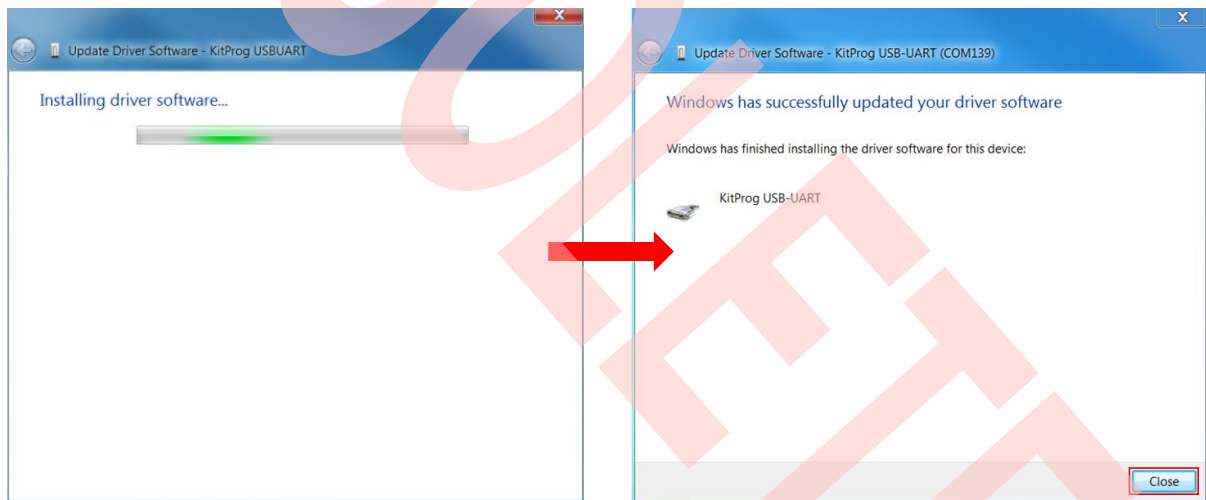 Update Driver Software - KitProg USBUART
Installing driver software...
X
Update Driver Software - KitProg USB-UART (COM139)
Windows has successfully updated your driver software
Windows has finished installing the driver software for this device:
KitProg USB-UART
Close